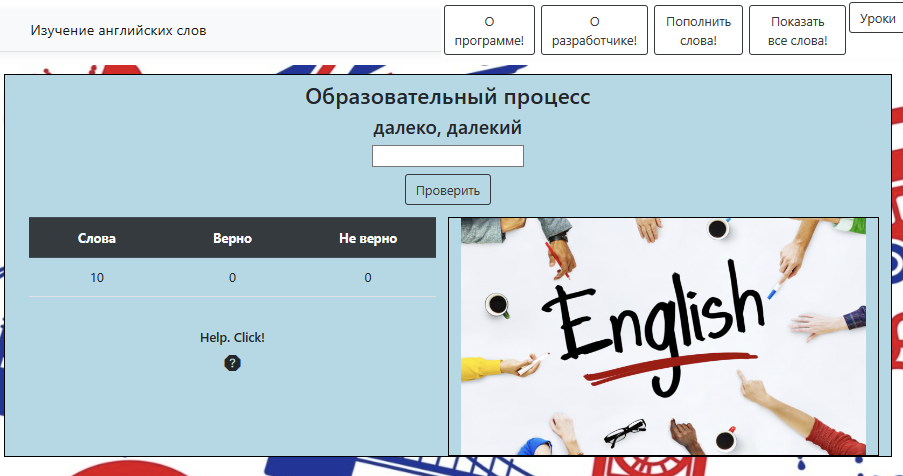 Изучение английских слов
О
программе!
О
разработчике!
Пополнить
слова!
Показать
все слова!
Уроки
Образовательный процесс
далеко, далекий
Проверить
Слова Верно Не верно
10 0 0
Help. Click!
?
English